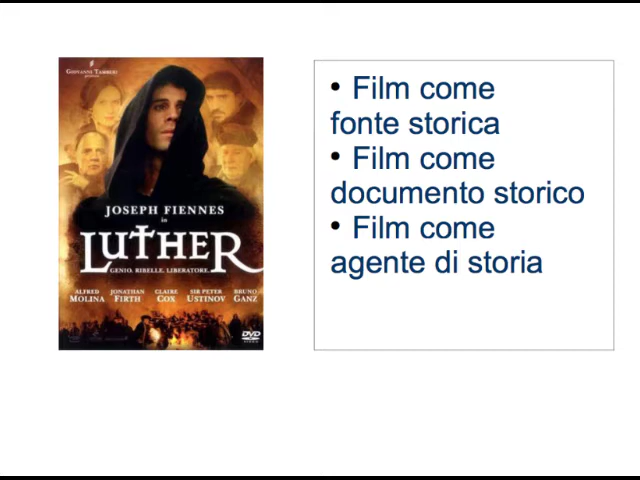 GIOVANNI TAMBERI
JOSEPH FIENNES
in
LUTHER
GENIO. RIBELLE. LIBERATORE.
ALFRED MOLINA
JONATHAN FIRTH
CLAIRE COX
SIR PETER USTINOV
BRUNO GANZ
DVD
VIDEO
• Film come
fonte storica
• Film come
documento storico
• Film come
agente di storia